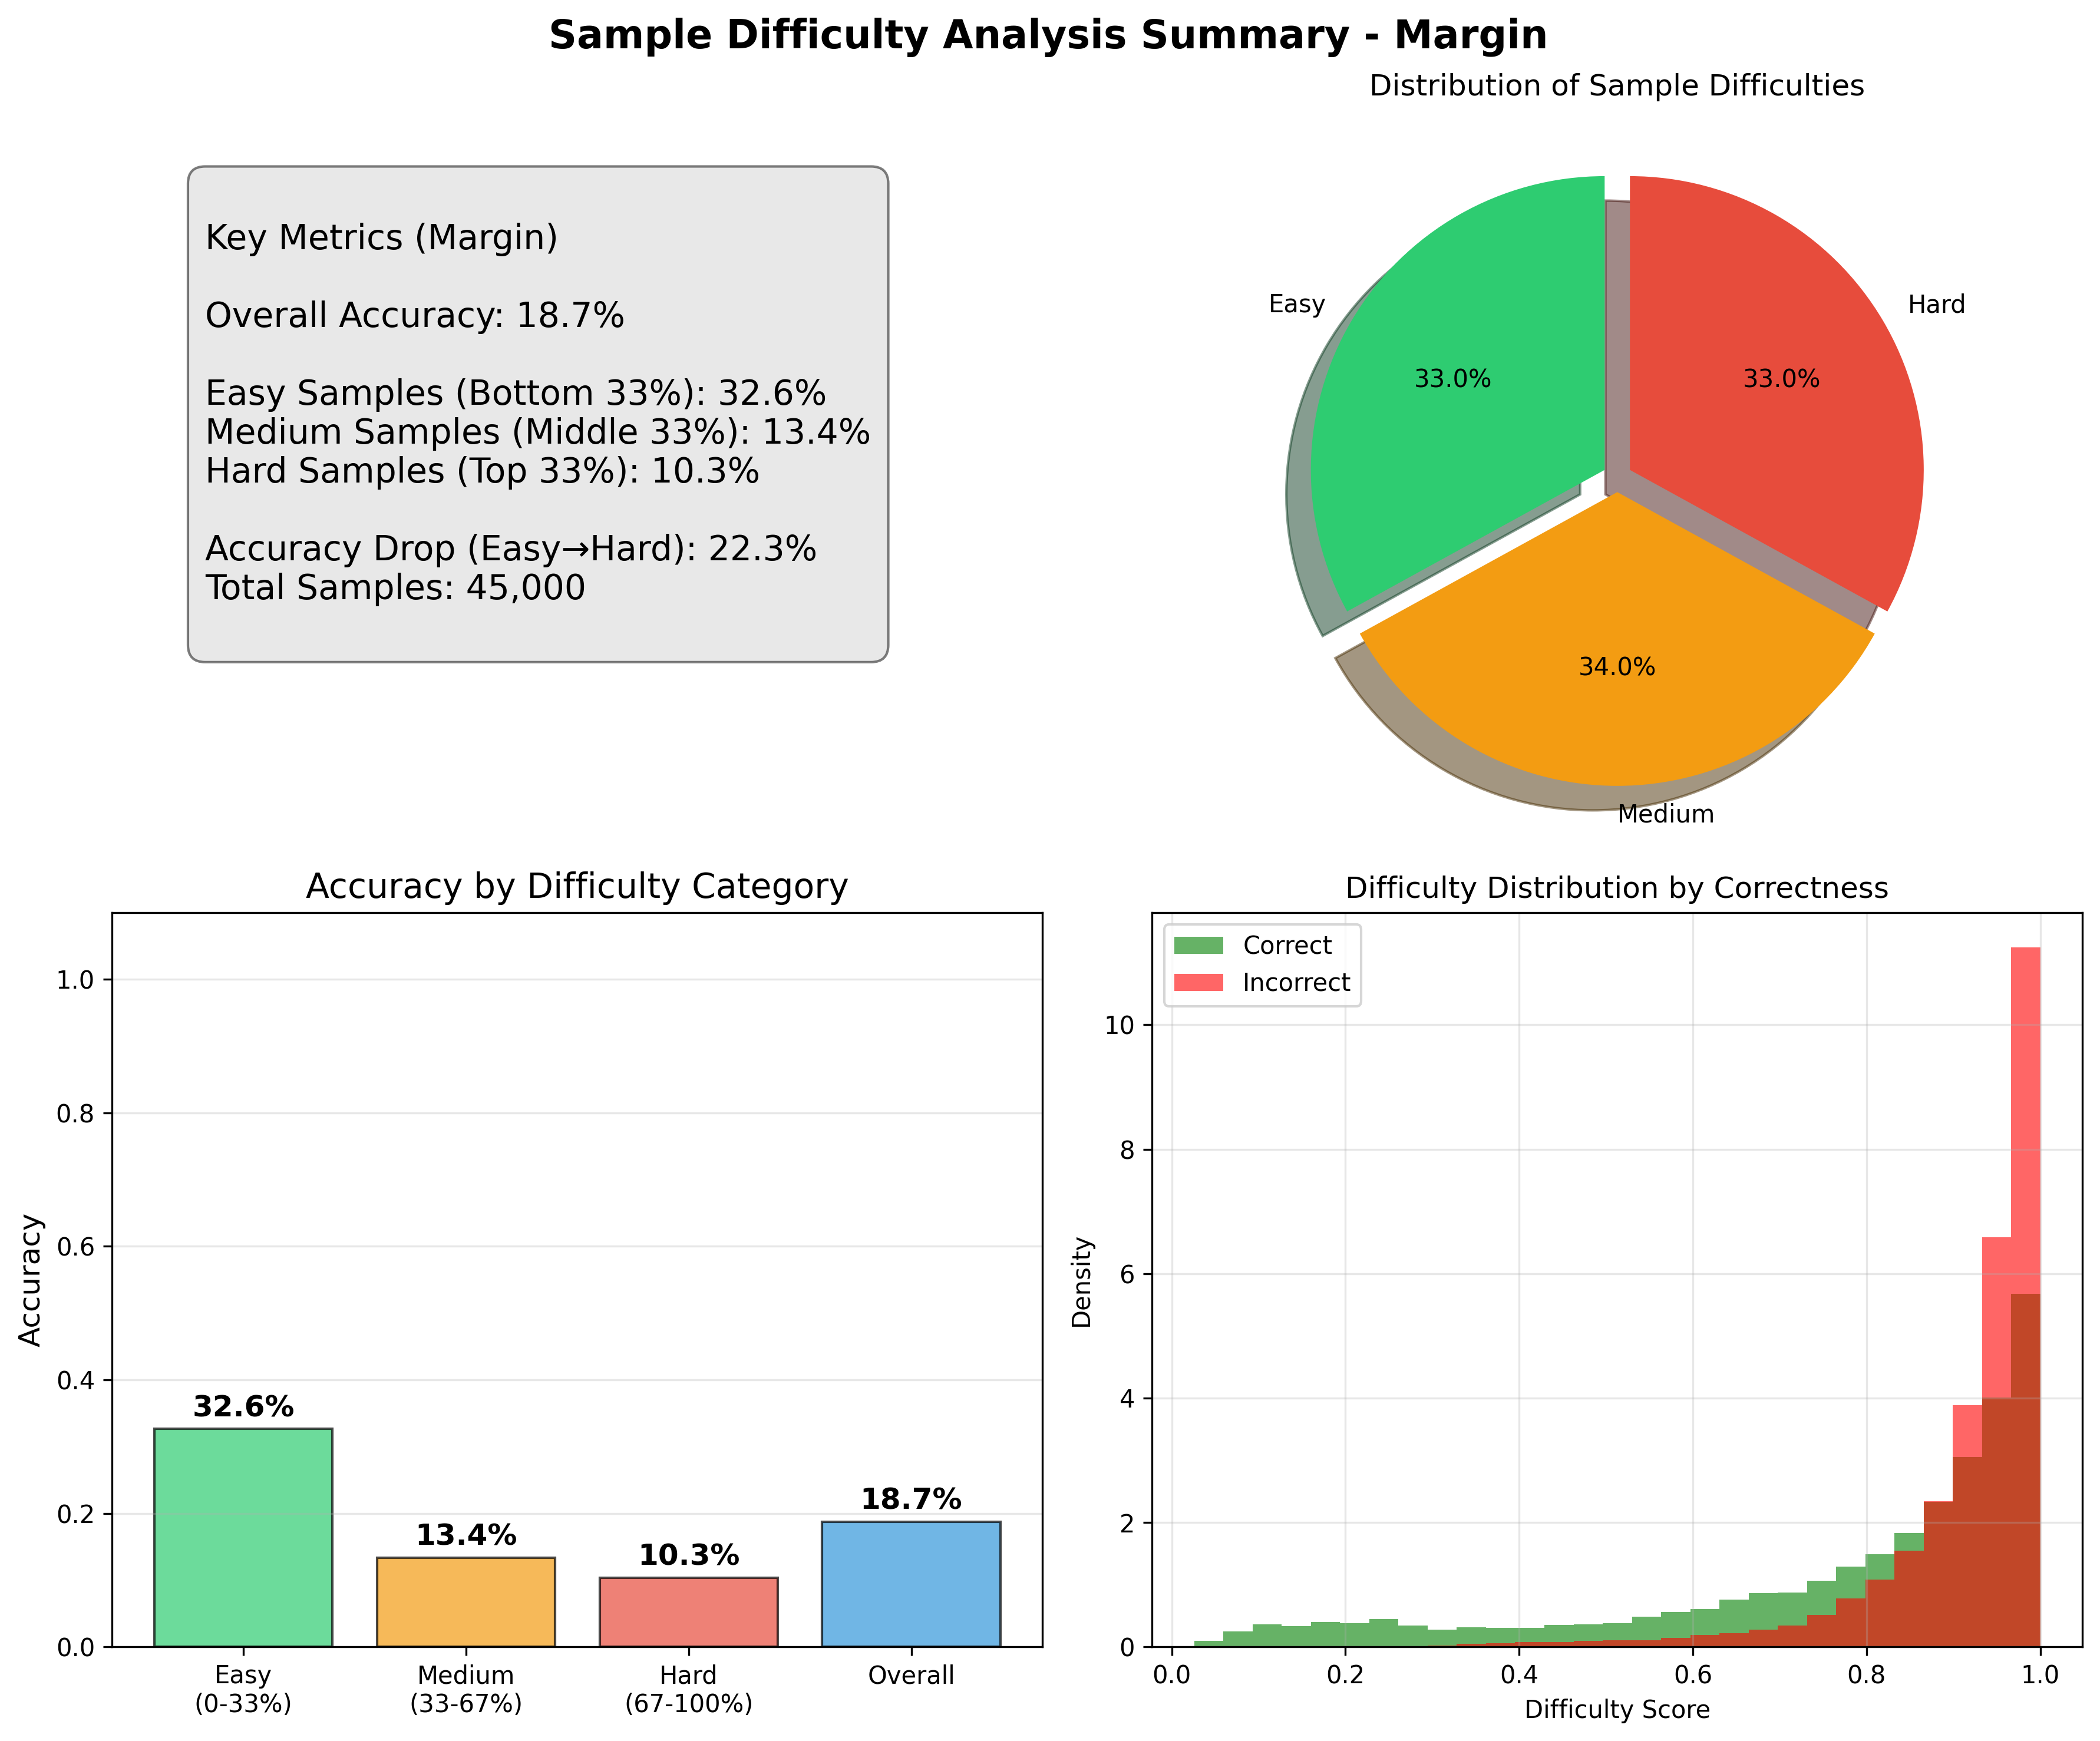 Sample Difficulty Analysis Summary - Margin
Key Metrics (Margin)
Overall Accuracy: 18.7%
Easy Samples (Bottom 33%): 32.6%
Medium Samples (Middle 33%): 13.4%
Hard Samples (Top 33%): 10.3%
Accuracy Drop (Easy→Hard): 22.3%
Total Samples: 45,000
Distribution of Sample Difficulties
Easy
33.0%
33.0%
Hard
34.0%
Medium
Accuracy by Difficulty Category
Accuracy
1.0
0.8
0.6
0.4
0.2
0.0
32.6%
13.4%
10.3%
18.7%
Easy
(0-33%)
Medium
(33-67%)
Hard
(67-100%)
Overall
Difficulty Distribution by Correctness
Correct
Incorrect
Density
10
8
6
4
2
0
0.0 0.2 0.4 0.6 0.8 1.0
Difficulty Score